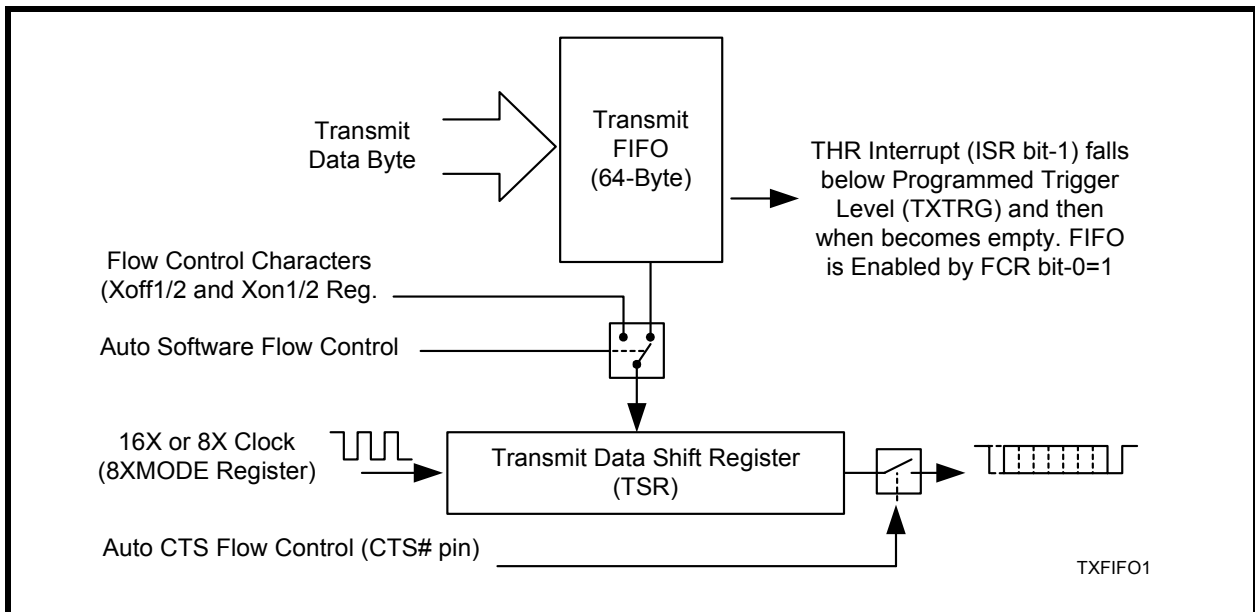 Transmit
Data Byte
Transmit
FIFO
(64-Byte)
THR Interrupt (ISR bit-1) falls
below Programmed Trigger
Level (TXTRG) and then
when becomes empty. FIFO
is Enabled by FCR bit-0=1
Flow Control Characters
(Xoff1/2 and Xon1/2 Reg.
Auto Software Flow Control
16X or 8X Clock
(8XMODE Register)
Transmit Data Shift Register
(TSR)
Auto CTS Flow Control (CTS# pin)
TXFIFO1